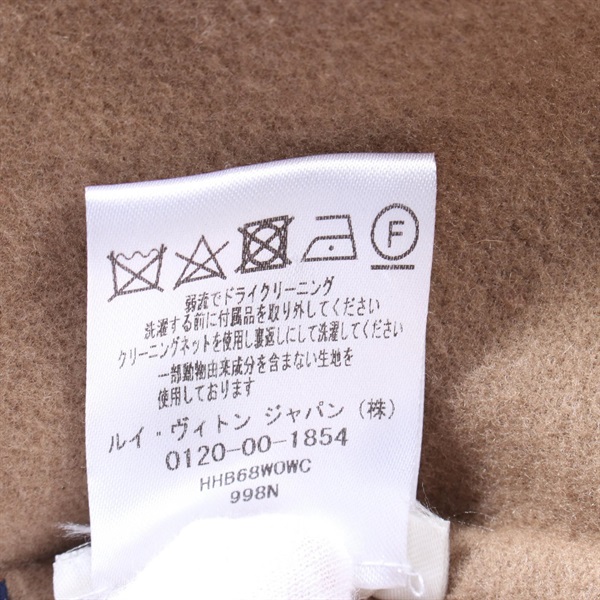 F
弱流でドライクリーニング
洗濯する前に付属品を取り外してください
クリーニングネットを使用し裏返しにして洗濯してください
一部動物由来成分を含まない生地を
使用しております
ルイ・ヴィトン ジャパン（株）
0120-00-1854
HHB68WOWC
998N